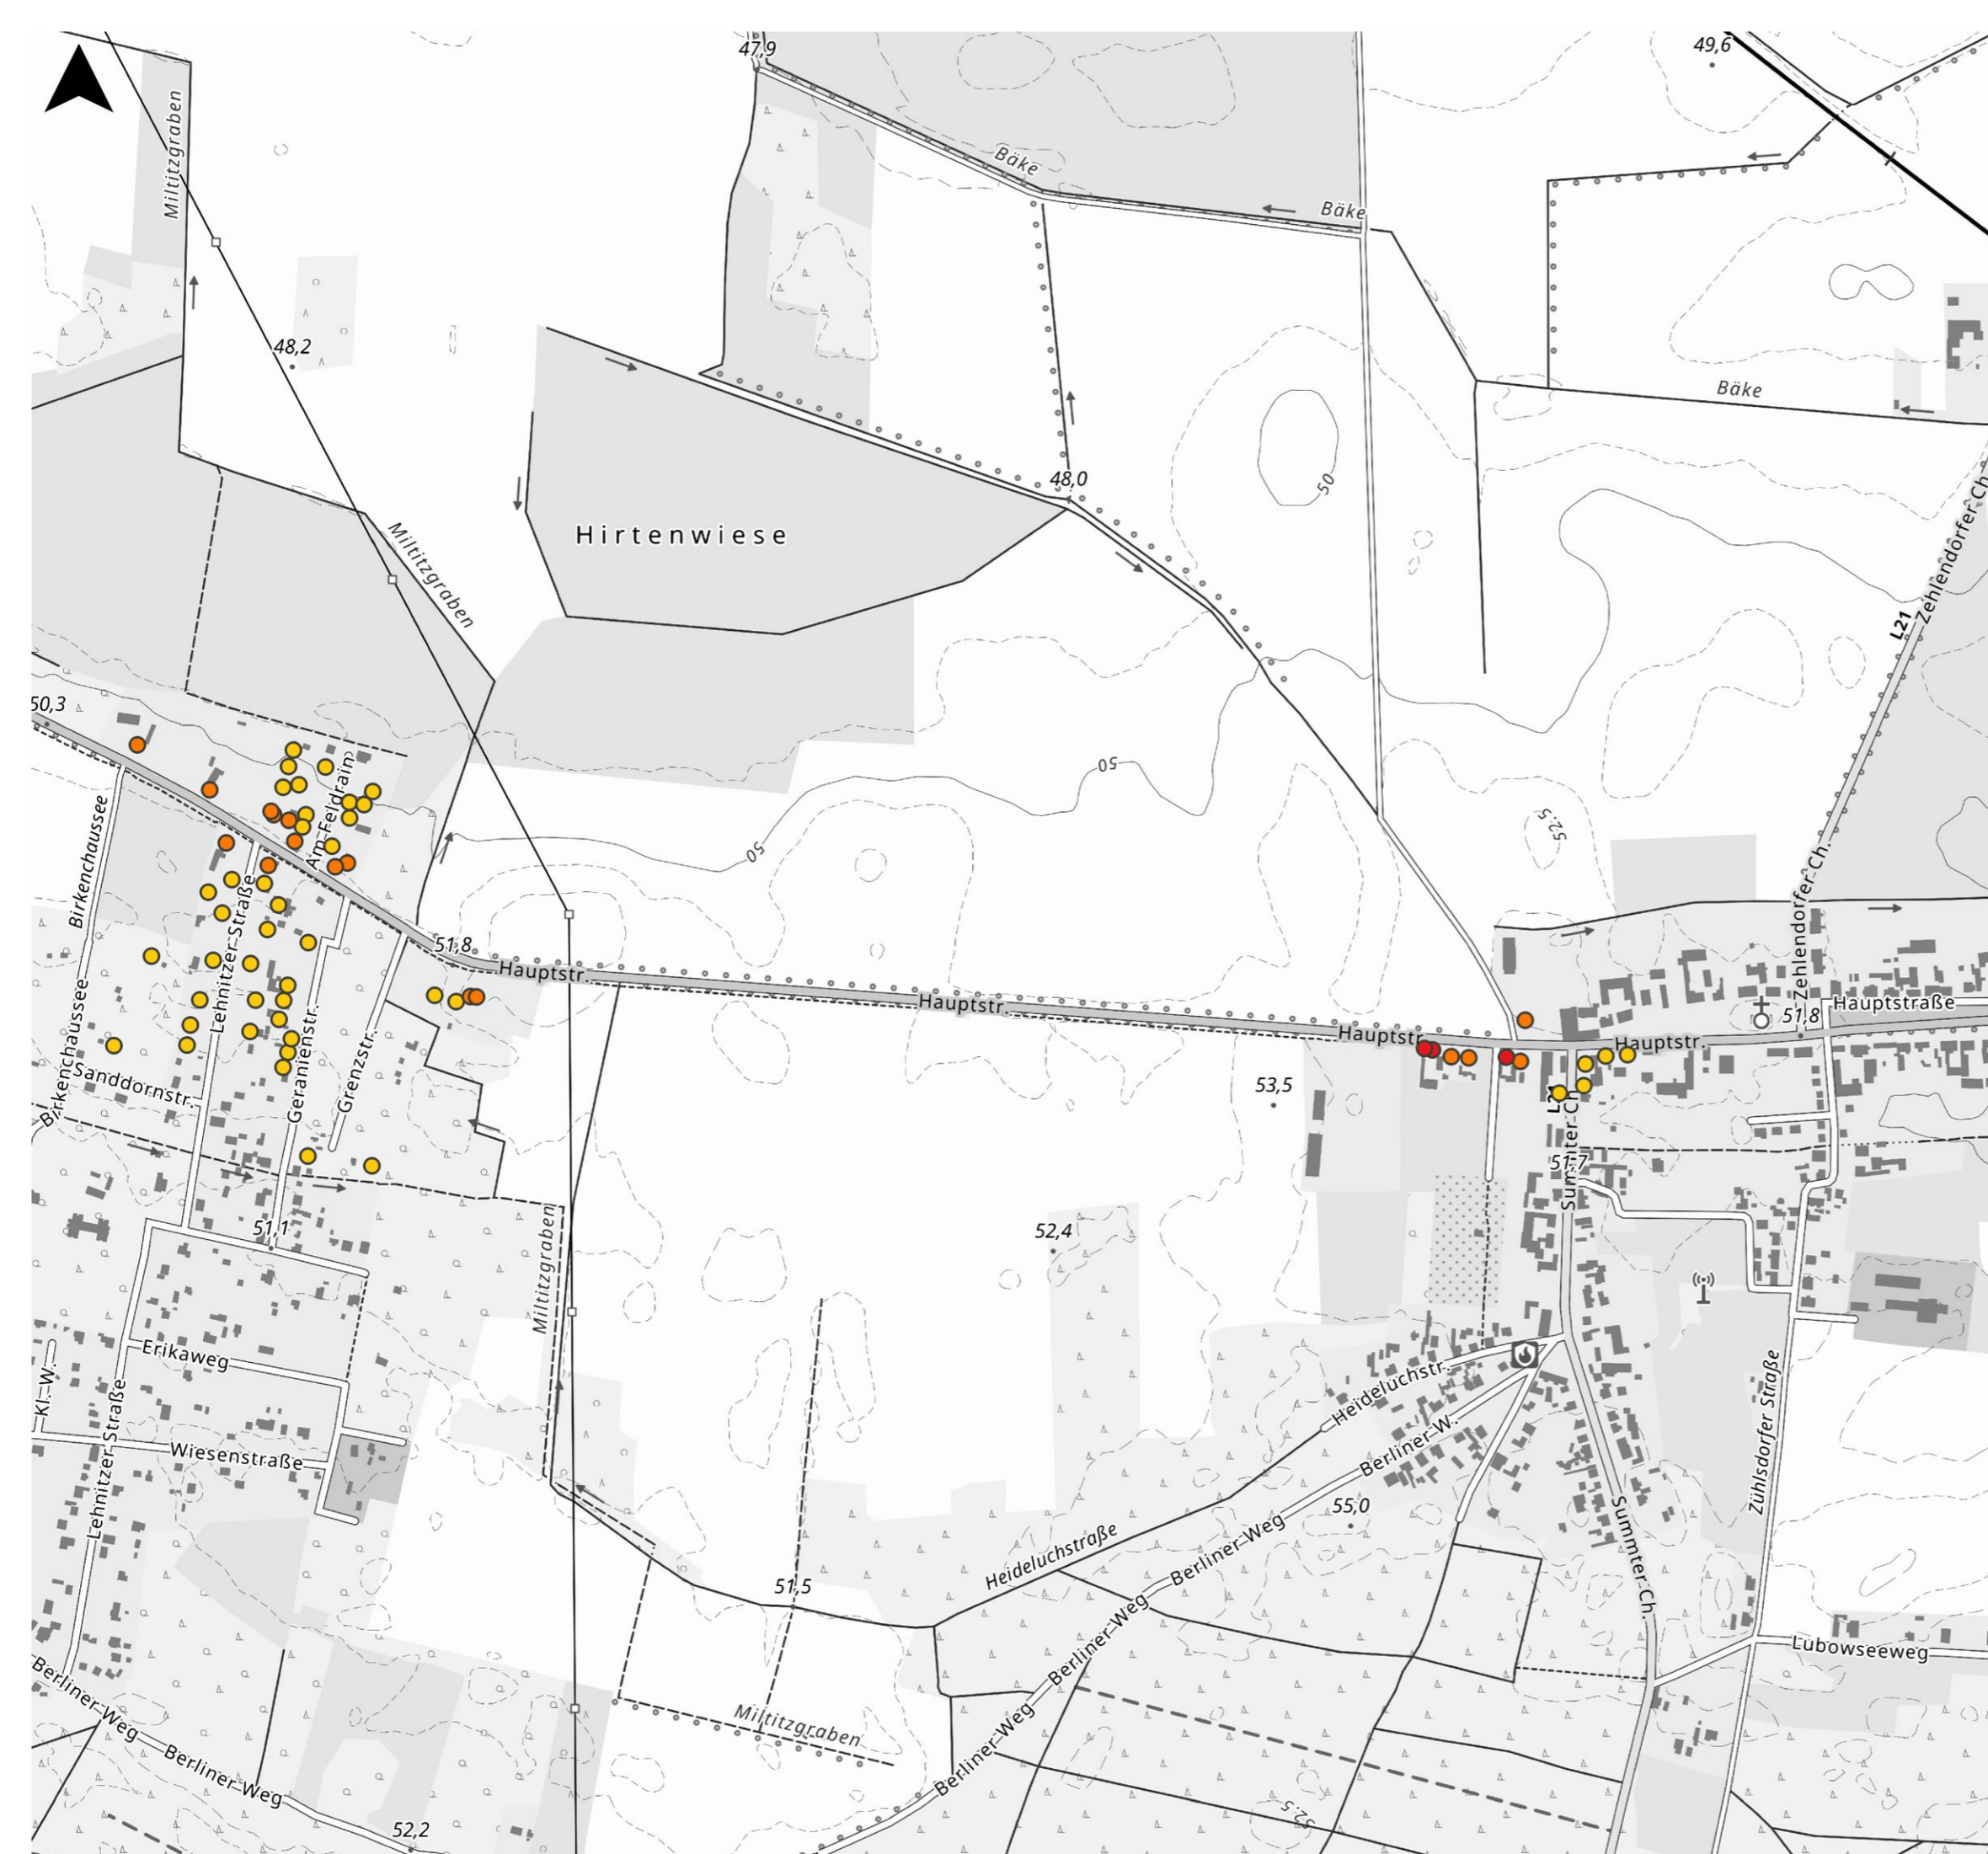 47,9
49,6
Miltitzgraben
Bäke
Bäke
48,2
Bäke
48,0
50
Hirtenwiese
Miltitzgraben
Zehlendorfer Ch.
L21
50,3
50
Am Feldrain
Birkenchaussee
52.5
50
Zehlendorfer Ch.
Lehnitzer Straße
51,8
Hauptstr.
Hauptstr.
Hauptstr.
Hauptstr.
51,8
Hauptstraße
Birkenchaussee
Geranienstr.
Grenzstr.
Sanddornstr.
53,5
L21
Summter Ch.
51,7
51,1
52,4
Miltitzgraben
Erikaweg
Kl. W.
Heideluchstr.
Zühlsdorfer Straße
Lehnitzer Straße
Wiesenstraße
Berliner W.
55,0
Berliner Weg
Summter Ch.
Heideluchstraße
51,5
Berliner Weg
Lubowseeweg
Berliner Weg
Miltitzgraben
Berliner Weg
Berliner Weg
52,2
52.5